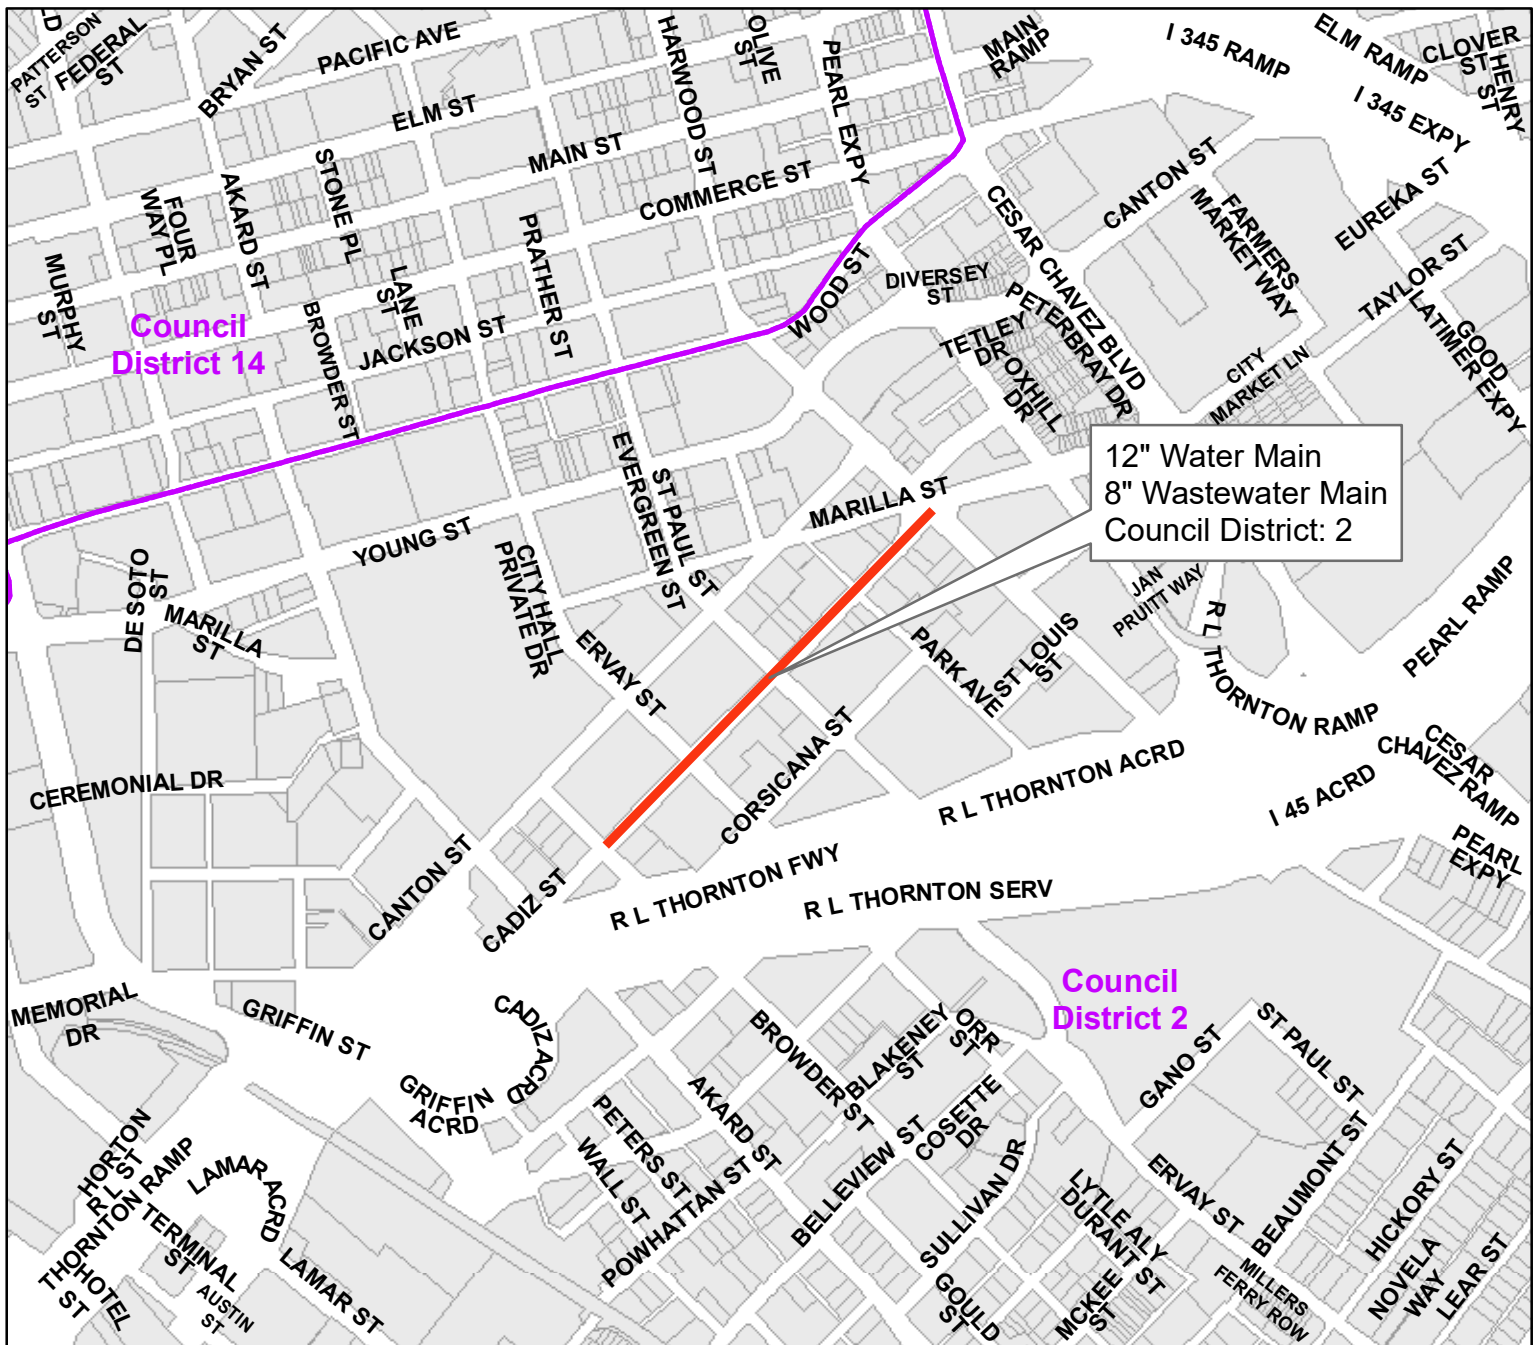 LD
PATTERSON
ST
FEDERAL
ST
BRYAN ST
PACIFIC AVE
ELM ST
HARWOOD ST
OLIVE
ST
PEARL EXPY
MAIN
RAMP
I 345 RAMP
ELM RAMP
CLOVER
ST
HENRY
ST
I 345 EXPY
MAIN ST
COMMERCE ST
STONE PL
FOUR
WAY PL
AKARD ST
MURPHY
ST
LANE
ST
PRATHER ST
BROWDER ST
JACKSON ST
Council
District 14
WOOD ST
DIVERSEY
ST
CESAR CHAVEZ BLVD
CANTON ST
FARMERS
MARKET WAY
EUREKA ST
TAYLOR ST
GOOD
LATIMER EXPY
TETLEY
DR
PETERBRAY DR
OXHILL
DR
CITY
MARKET LN
12" Water Main
8" Wastewater Main
Council District: 2
MARILLA ST
EVERGREEN ST
ST PAUL ST
YOUNG ST
CITY HALL
PRIVATE DR
DE SOTO
ST
MARILLA
ST
ERVAY ST
PARK AVE
ST LOUIS
ST
JAN
PRUITT WAY
R L THORNTON RAMP
PEARL RAMP
CESAR
CHAVEZ RAMP
CEREMONIAL DR
CORSICANA ST
R L THORNTON ACRD
I 45 ACRD
PEARL
EXPY
CANTON ST
CADIZ ST
R L THORNTON FWY
R L THORNTON SERV
MEMORIAL
DR
GRIFFIN ST
CADIZ ACRD
GRIFFIN
ACRD
Council
District 2
BROWDER ST
BLAKENEY
ST
ORR
ST
GANO ST
ST PAUL ST
AKARD ST
PETERS ST
WALL ST
POWHATTAN ST
BELLEVIEW ST
COSETTE
DR
SULLIVAN DR
LYTLE ALY
DURANT ST
ERVAY ST
BEAUMONT ST
HICKORY ST
NOVELA
WAY
LEAR ST
MILLERS
FERRY ROW
MCKEE
ST
S GOULD
ST
HORTON
ST
R L
THORNTON RAMP
LAMAR ACRD
TERMINAL
ST
HOTEL
ST
AUSTIN
ST
LAMAR ST